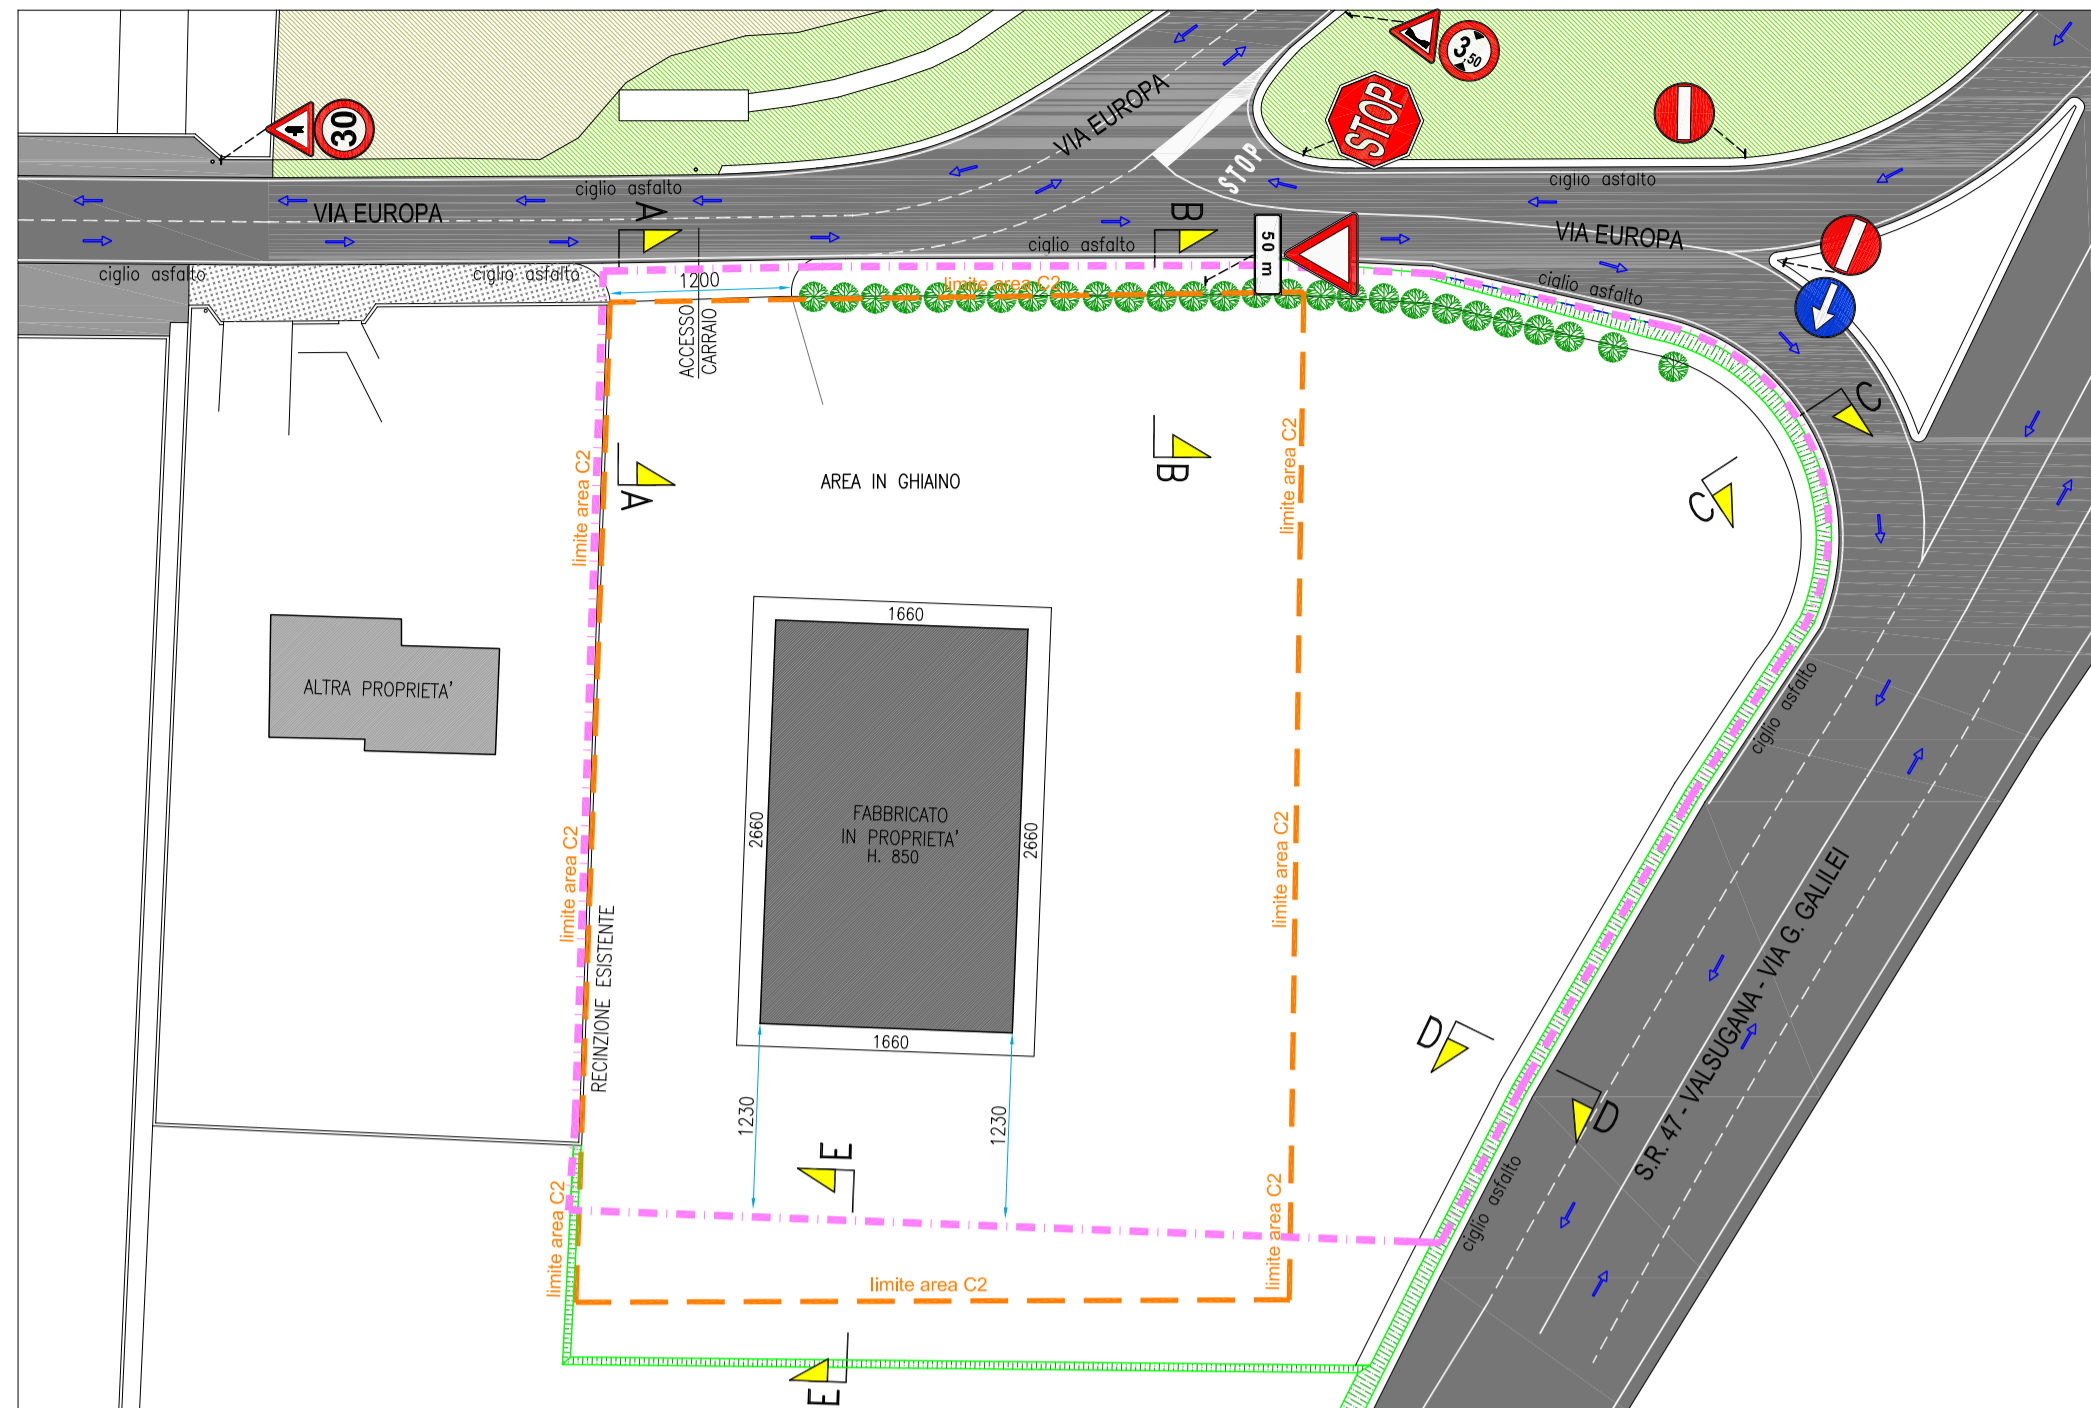 3,50
30
STOP
VIA EUROPA
STOP
ciglio asfalto
ciglio asfalto
VIA EUROPA
A
B
VIA EUROPA
50 m
ciglio asfalto
ciglio asfalto
ciglio asfalto
ciglio asfalto
1200
limite area C2
ACCESSO
CARRAIO
C
limite area C2
limite area C2
A
B
C
AREA IN GHIAINO
1660
ALTRA PROPRIETA'
ciglio asfalto
FABBRICATO
IN PROPRIETA'
H. 850
2660
2660
limite area C2
limite area C2
RECINZIONE ESISTENTE
1660
S.R. 47 - VALSUGANA - VIA G. GALILEI
D
D
1230
1230
E
limite area C2
limite area C2
ciglio asfalto
limite area C2
E